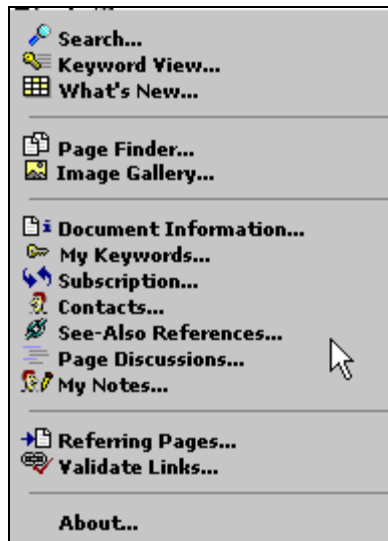 Search...
Keyword View...
What's New...
Page Finder...
Image Gallery...
Document Information...
My Keywords...
Subscription...
Contacts...
See-Also References...
Page Discussions...
My Notes...
Referring Pages...
Validate Links...
About...